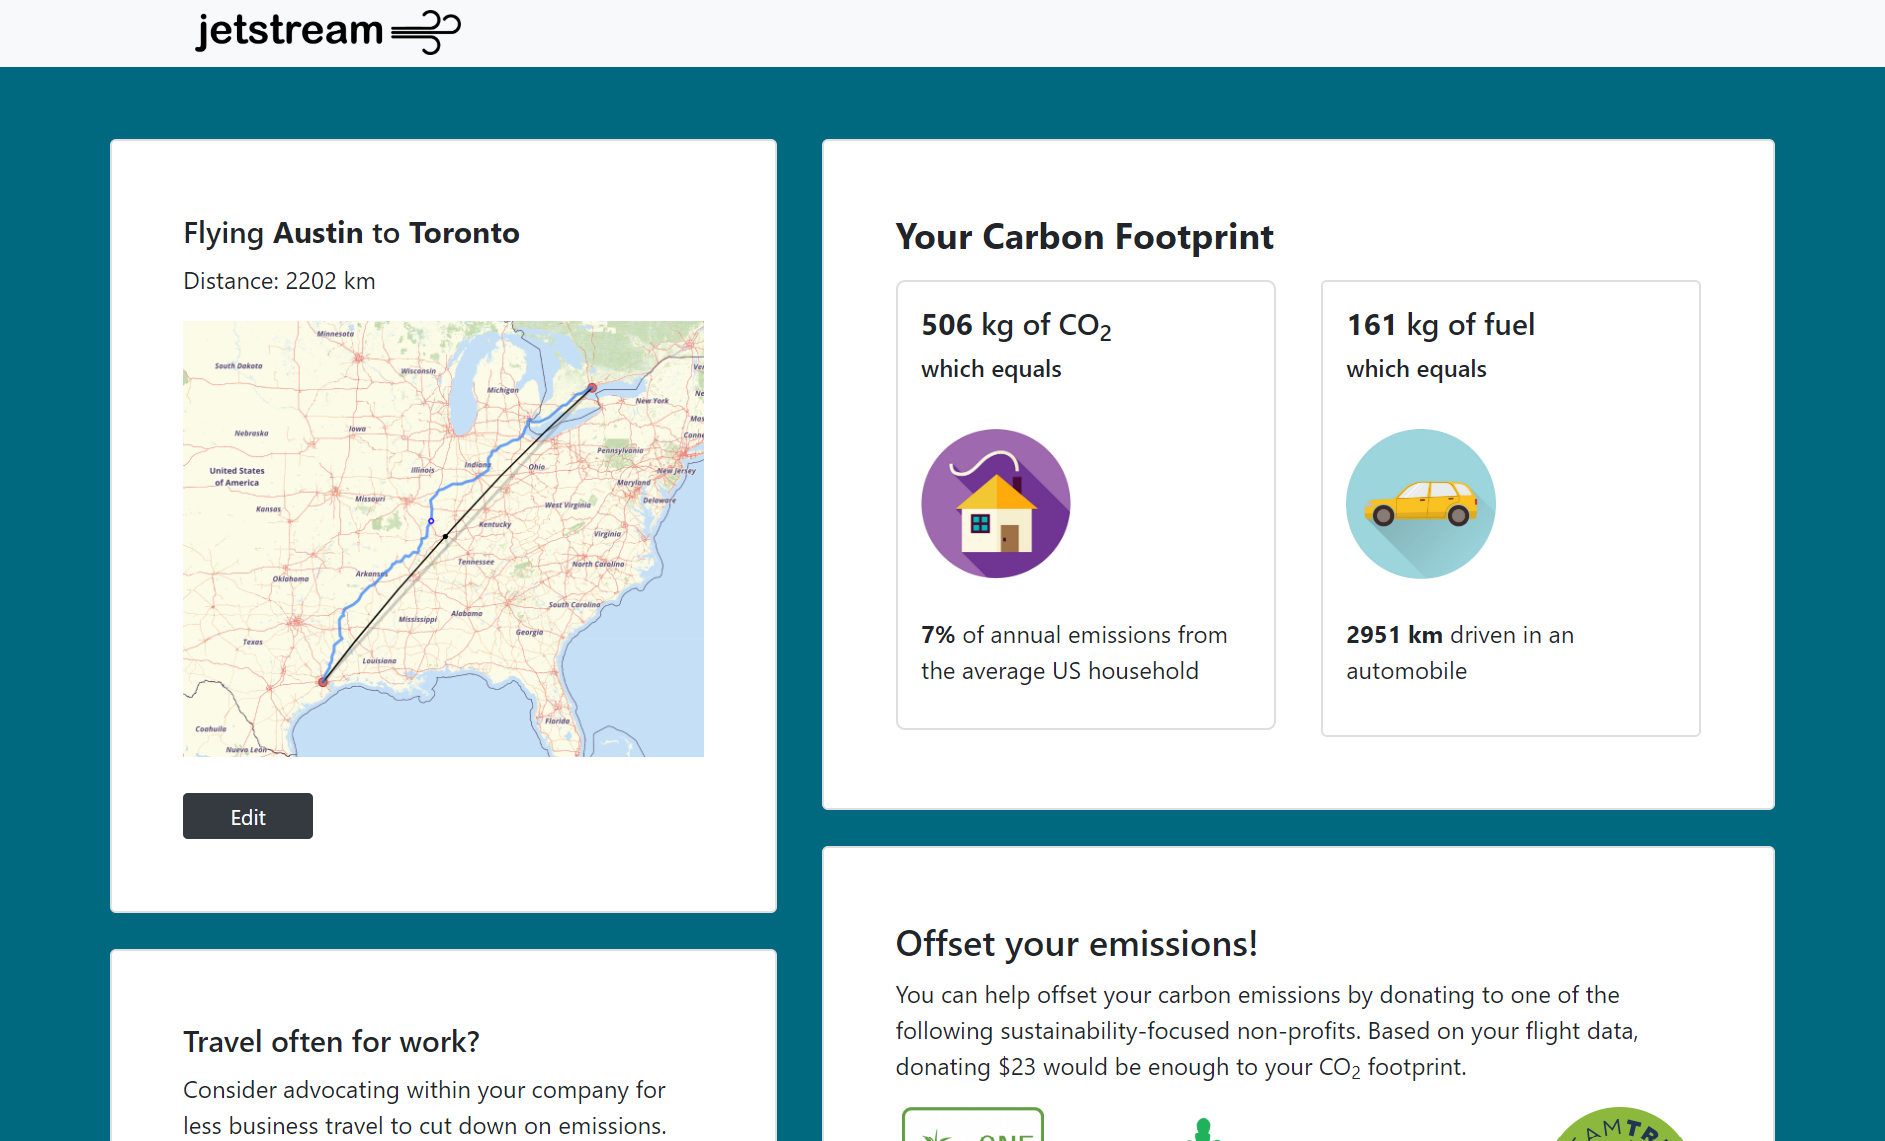 jetstream
Flying Austin to Toronto
Distance: 2202 km
Minnesota
South Dakota
Wisconsin
Michigan
New York
Nebraska
Iowa
Pennsylvania
United States
of America
Illinois
Indiana
Ohio
New Jersey
Maryland
Delaware
Missouri
Kansas
West Virginia
Kentucky
Virginia
Tennessee
North Carolina
Oklahoma
Arkansas
South Carolina
Alabama
Mississippi
Georgia
Texas
Louisiana
Florida
Coahuila
Nuevo León
Edit
Travel often for work?
Consider advocating within your company for
less business travel to cut down on emissions.
Your Carbon Footprint
506 kg of CO2
which equals
7% of annual emissions from
the average US household
161 kg of fuel
which equals
2951 km driven in an
automobile
Offset your emissions!
You can help offset your carbon emissions by donating to one of the
following sustainability-focused non-profits. Based on your flight data,
donating $23 would be enough to your CO2 footprint.
ONE